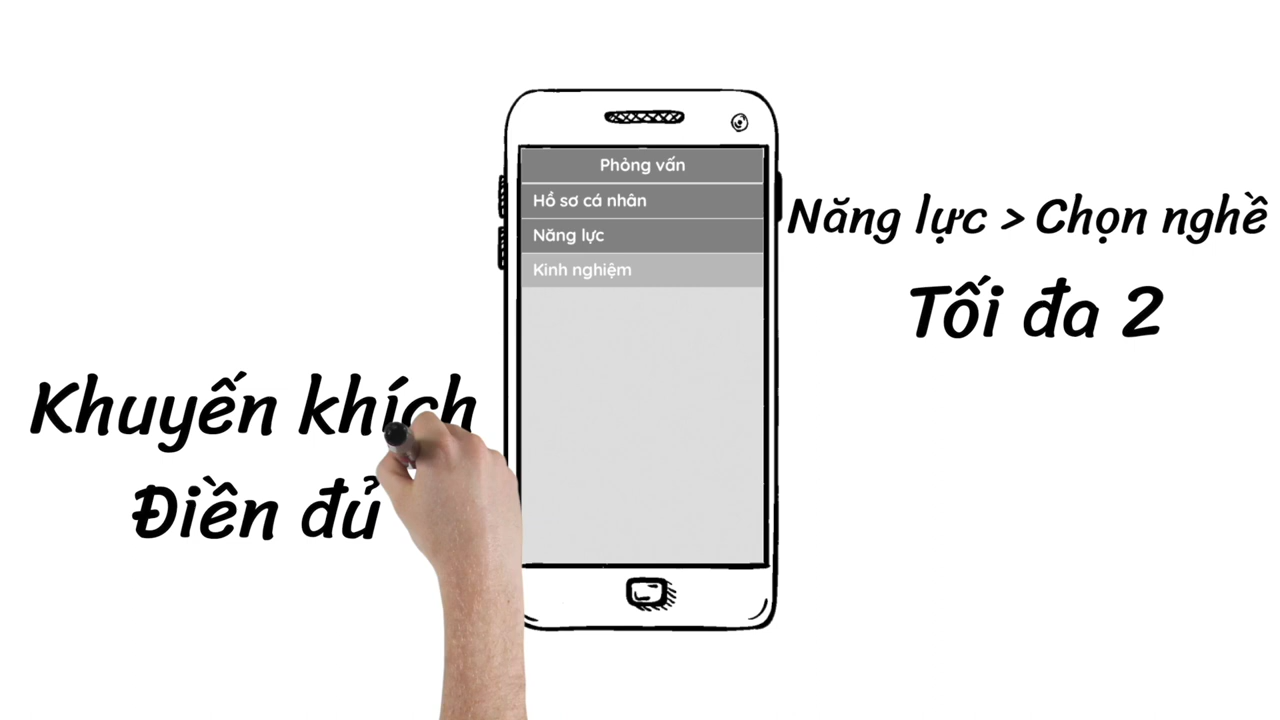 Phỏng vấn
Hồ sơ cá nhân
Năng lực
Kinh nghiệm
Năng lực > Chọn nghề
Tối đa 2
Khuyến khích
Điền đủ